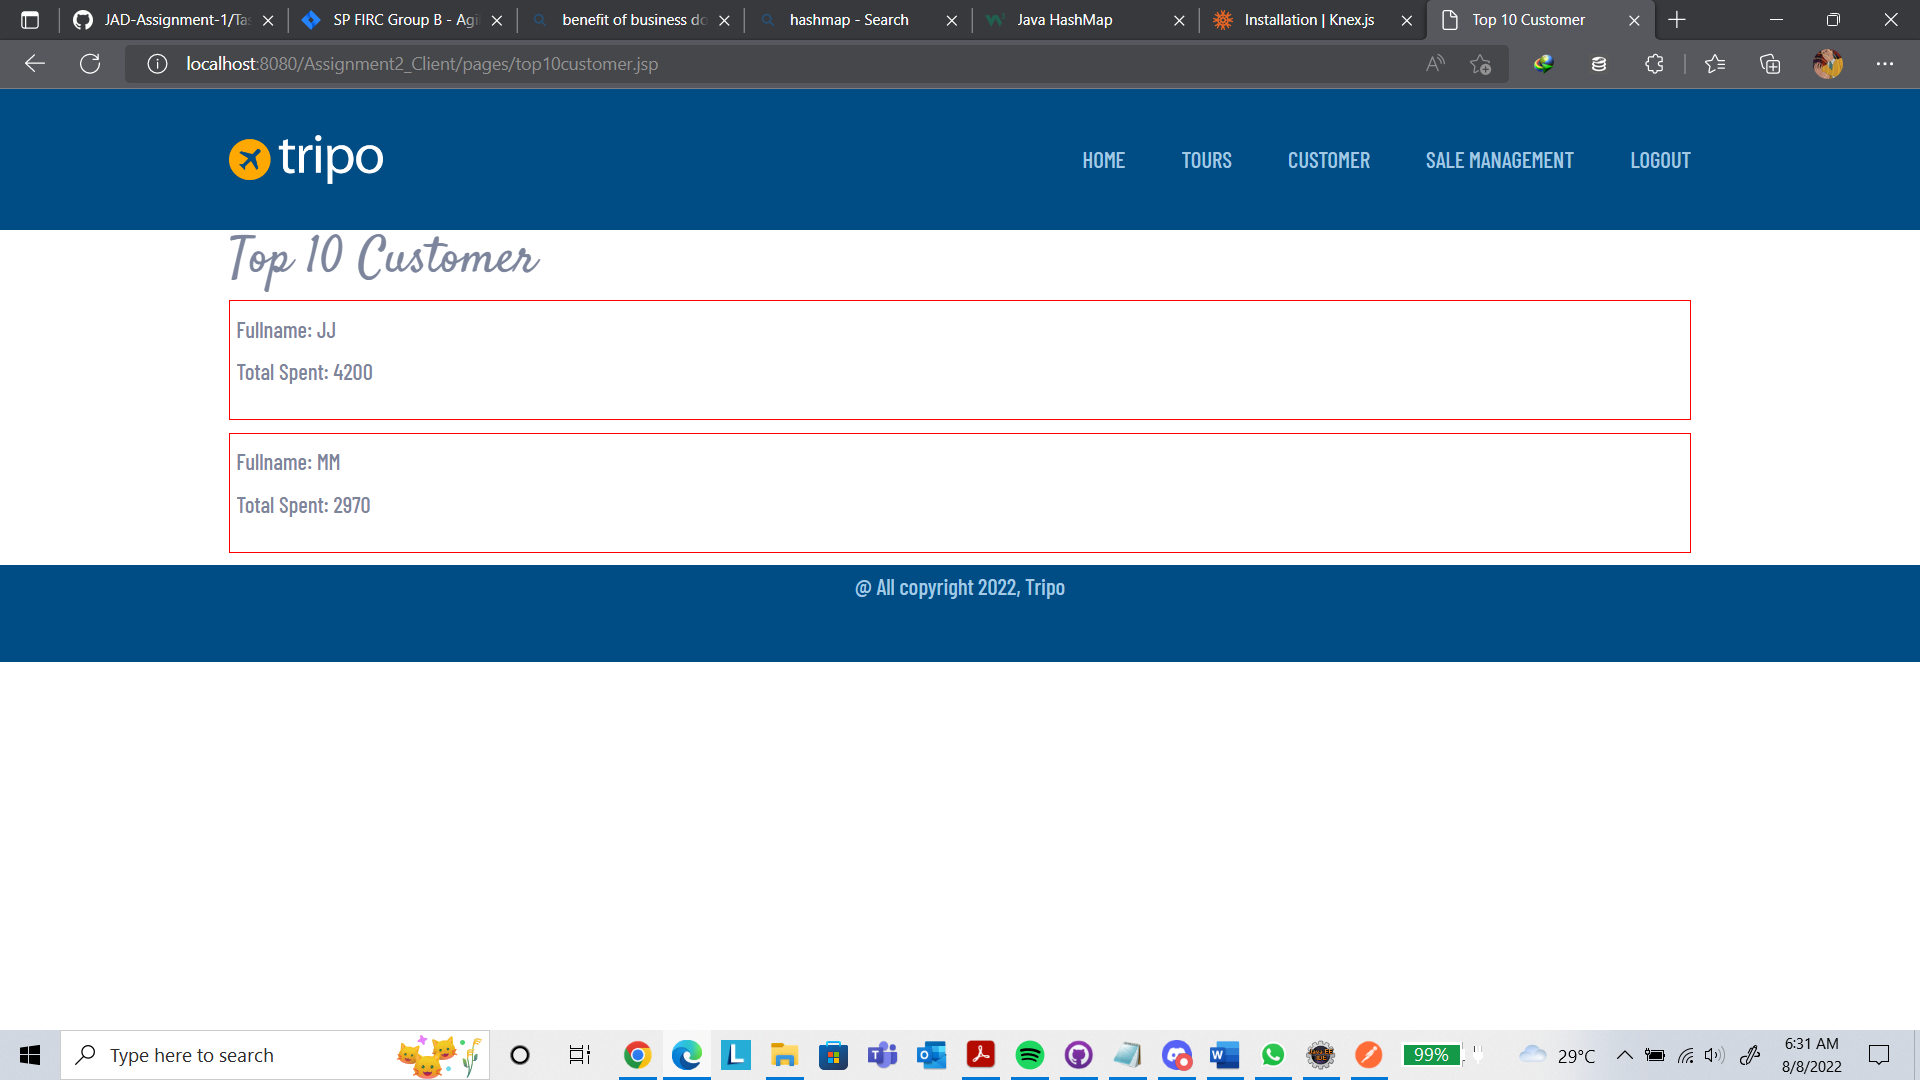 JAD-Assignment-1/Ta
SP FIRC Group B - Agi
benefit of business do
hashmap - Search
Java HashMap
Installation | Knex.js
Top 10 Customer
localhost:8080/Assignment2_Client/pages/top10customer.jsp
tripo
HOME
TOURS
CUSTOMER
SALE MANAGEMENT
LOGOUT
Top 10 Customer
Fullname: JJ
Total Spent: 4200
Fullname: MM
Total Spent: 2970
@ All copyright 2022, Tripo
Type here to search
99%
29°C
6:31 AM
8/8/2022